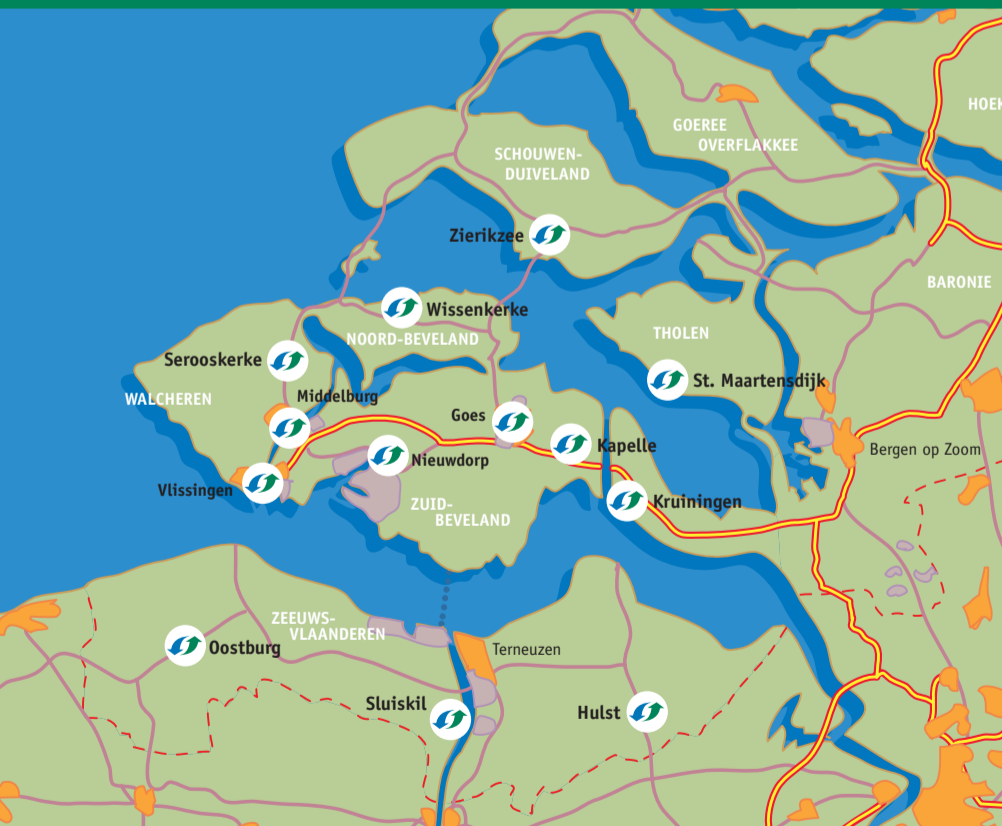 HOEK
GOEREE
OVERFLAKKEE
SCHOUWEN-
DUIVELAND
Zierikzee
BARONIE
Wissenkerke
NOORD-BEVELAND
THOLEN
Serooskerke
St. Maartensdijk
WALCHEREN
Middelburg
Goes
Kapelle
Bergen op Zoom
Nieuwdorp
Vlissingen
ZUID-
BEVELAND
Kruiningen
ZEEUWS-
VLAANDEREN
Oostburg
Terneuzen
Sluiskil
Hulst